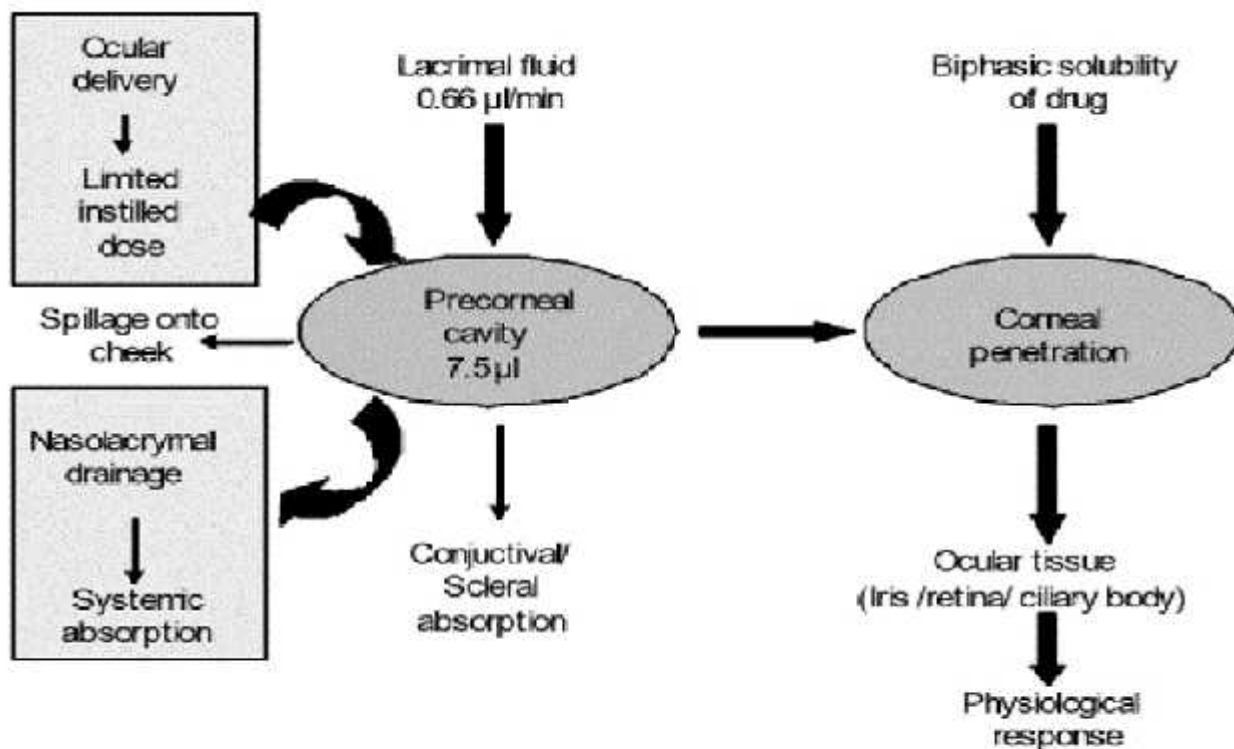 Ocular
delivery
Limited
instilled
dose
Lacrimal fluid
0.66 µl/min
Biphasic solubility
of drug
Spillage onto
cheek
Precorneal
cavity
7.5 µl
Corneal
penetration
Nasolacrymal
drainage
Systemic
absorption
Conjuctival/
Scleral
absorption
Ocular tissue
(Iris /retina/ ciliary body)
Physiological
response